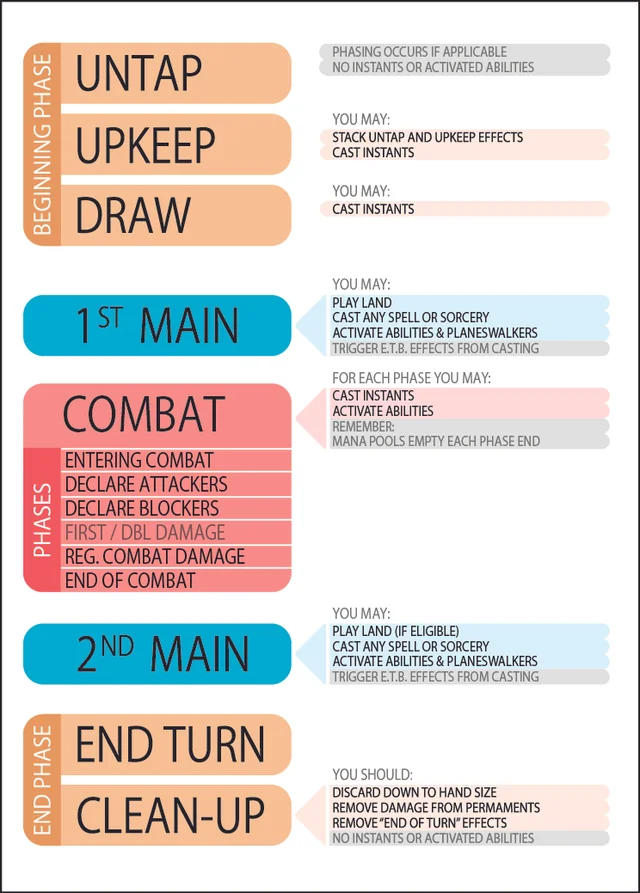 BEGINNING PHASE
UNTAP
PHASING OCCURS IF APPLICABLE
NO INSTANTS OR ACTIVATED ABILITIES
UPKEEP
YOU MAY:
STACK UNTAP AND UPKEEP EFFECTS
CAST INSTANTS
DRAW
YOU MAY:
CAST INSTANTS
1ST MAIN
YOU MAY:
PLAY LAND
CAST ANY SPELL OR SORCERY
ACTIVATE ABILITIES & PLANESWALKERS
TRIGGER E.T.B. EFFECTS FROM CASTING
COMBAT
FOR EACH PHASE YOU MAY:
CAST INSTANTS
ACTIVATE ABILITIES
REMEMBER:
MANA POOLS EMPTY EACH PHASE END
PHASES
ENTERING COMBAT
DECLARE ATTACKERS
DECLARE BLOCKERS
FIRST / DBL DAMAGE
REG. COMBAT DAMAGE
END OF COMBAT
2ND MAIN
YOU MAY:
PLAY LAND (IF ELIGIBLE)
CAST ANY SPELL OR SORCERY
ACTIVATE ABILITIES & PLANESWALKERS
TRIGGER E.T.B. EFFECTS FROM CASTING
END PHASE
END TURN
CLEAN-UP
YOU SHOULD:
DISCARD DOWN TO HAND SIZE
REMOVE DAMAGE FROM PERMAMENTS
REMOVE “END OF TURN” EFFECTS
NO INSTANTS OR ACTIVATED ABILITIES